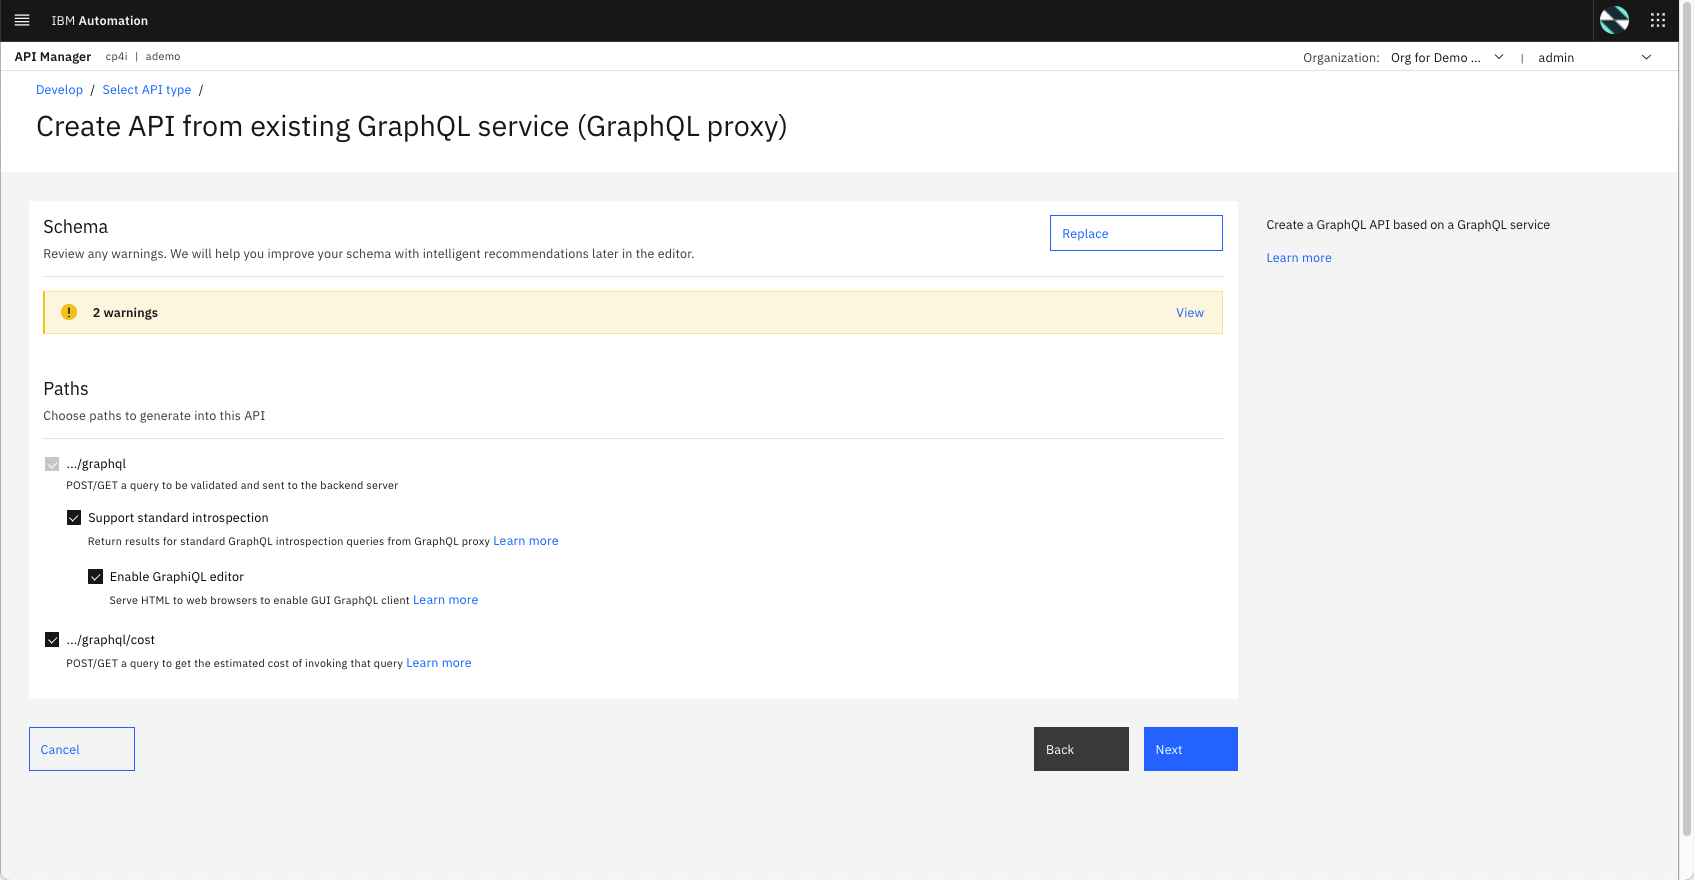 IBM Automation
API Manager cp4i | ademo Organization: Org for Demo ... | admin
Develop / Select API type /
Create API from existing GraphQL service (GraphQL proxy)
Schema
Replace
Review any warnings. We will help you improve your schema with intelligent recommendations later in the editor.
Create a GraphQL API based on a GraphQL service
Learn more
2 warnings View
Paths
Choose paths to generate into this API
.../graphql
POST/GET a query to be validated and sent to the backend server
Support standard introspection
Return results for standard GraphQL introspection queries from GraphQL proxy Learn more
Enable GraphiQL editor
Serve HTML to web browsers to enable GUI GraphQL client Learn more
.../graphql/cost
POST/GET a query to get the estimated cost of invoking that query Learn more
Cancel Back Next